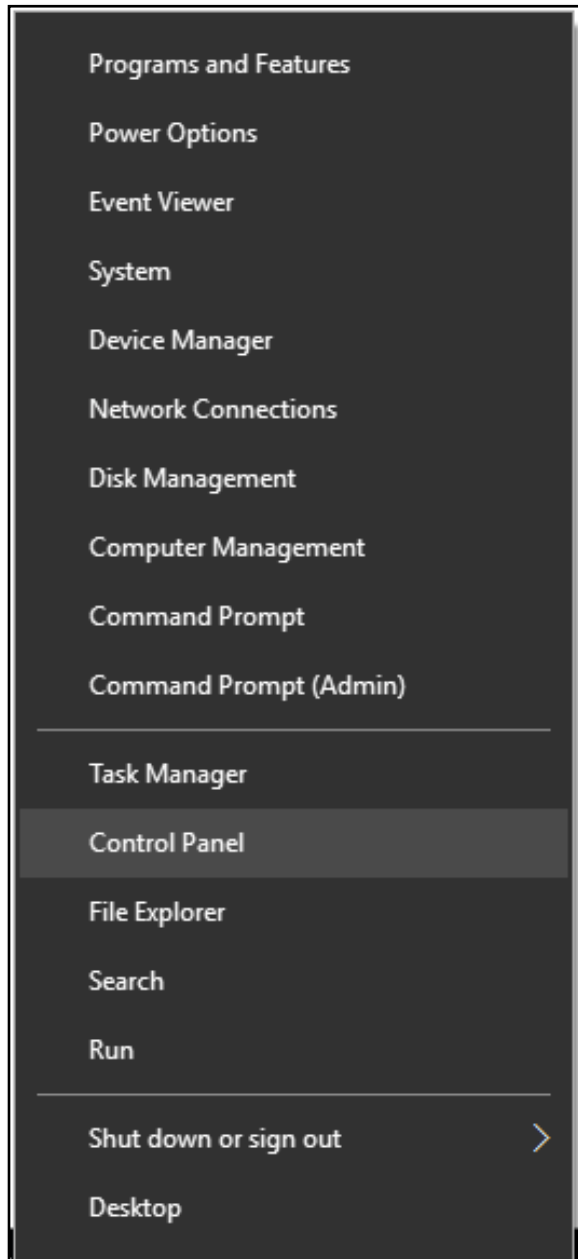 Programs and Features
Power Options
Event Viewer
System
Device Manager
Network Connections
Disk Management
Computer Management
Command Prompt
Command Prompt (Admin)
Task Manager
Control Panel
File Explorer
Search
Run
Shut down or sign out
Desktop